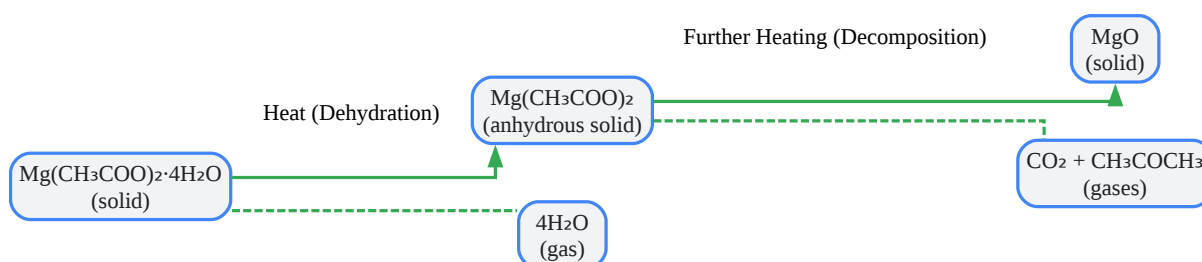 Further Heating (Decomposition)
MgO
(solid)
Heat (Dehydration)
Mg(CH₃COO)₂
(anhydrous solid)
Mg(CH₃COO)₂·4H₂O
(solid)
CO₂ + CH₃COCH₃
(gases)
4H₂O
(gas)